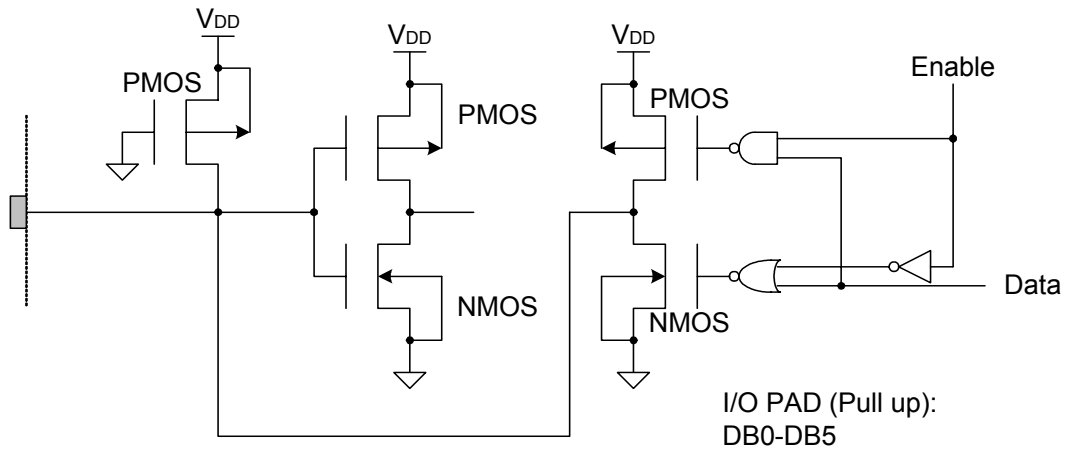 VDD
PMOS
VDD
PMOS
NMOS
VDD
PMOS
NMOS
Enable
Data
I/O PAD (Pull up):
DB0-DB5